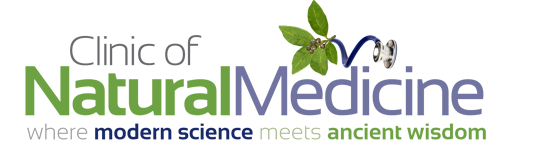 Clinic of
NaturalMedicine
where modern science meets ancient wisdom